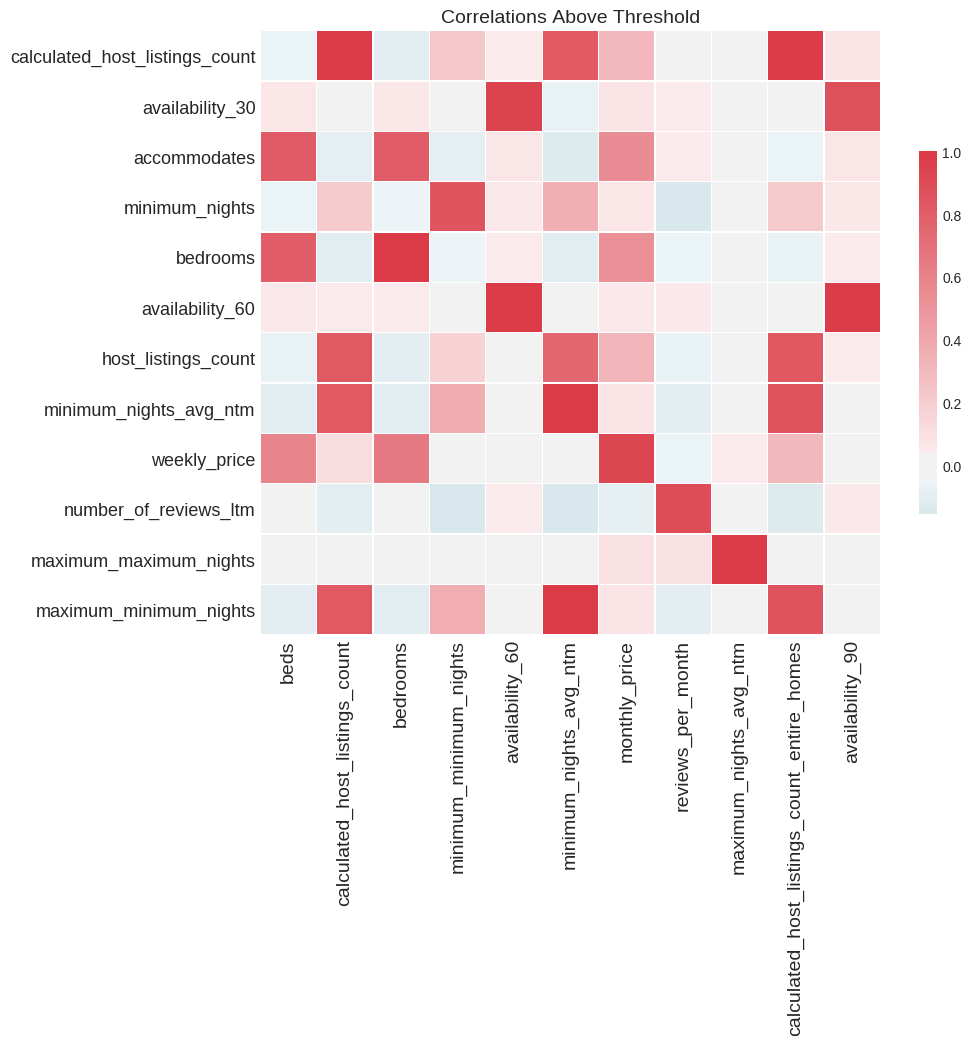 Correlations Above Threshold
calculated_host_listings_count
availability_30
accommodates
minimum_nights
bedrooms
availability_60
host_listings_count
minimum_nights_avg_ntm
weekly_price
number_of_reviews_ltm
maximum_maximum_nights
maximum_minimum_nights
beds
calculated_host_listings_count
bedrooms
minimum_minimum_nights
availability_60
minimum_nights_avg_ntm
monthly_price
reviews_per_month
maximum_nights_avg_ntm
calculated_host_listings_count_entire_homes
availability_90
1.0
0.8
0.6
0.4
0.2
0.0